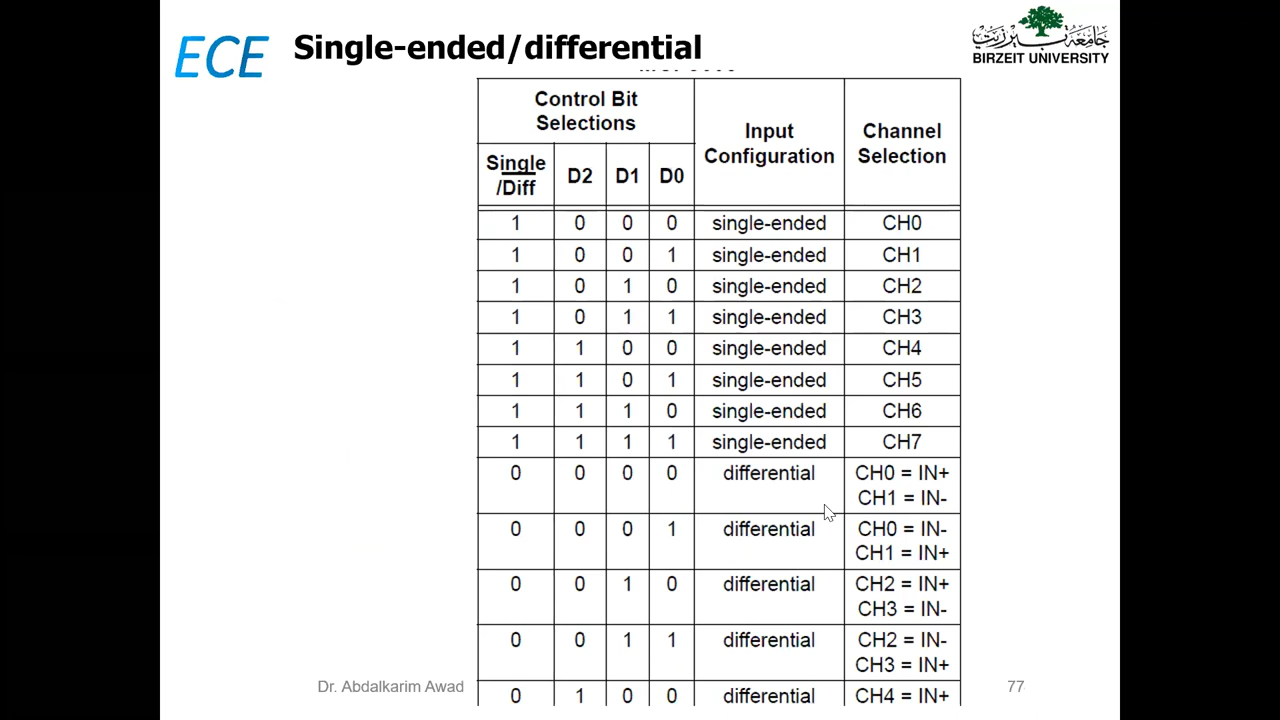 ECE
Single-ended/differential
جامعة بيرزيت
BIRZEIT UNIVERSITY
Control Bit
Selections
Input
Configuration
Channel
Selection
Single
/Diff
D2
D1
D0
1 0 0 0 single-ended CH0
1 0 0 1 single-ended CH1
1 0 1 0 single-ended CH2
1 0 1 1 single-ended CH3
1 1 0 0 single-ended CH4
1 1 0 1 single-ended CH5
1 1 1 0 single-ended CH6
1 1 1 1 single-ended CH7
0 0 0 0 differential CH0 = IN+
CH1 = IN-
0 0 0 1 differential CH0 = IN-
CH1 = IN+
0 0 1 0 differential CH2 = IN+
CH3 = IN-
0 0 1 1 differential CH2 = IN-
CH3 = IN+
0 1 0 0 differential CH4 = IN+
Dr. Abdalkarim Awad
77